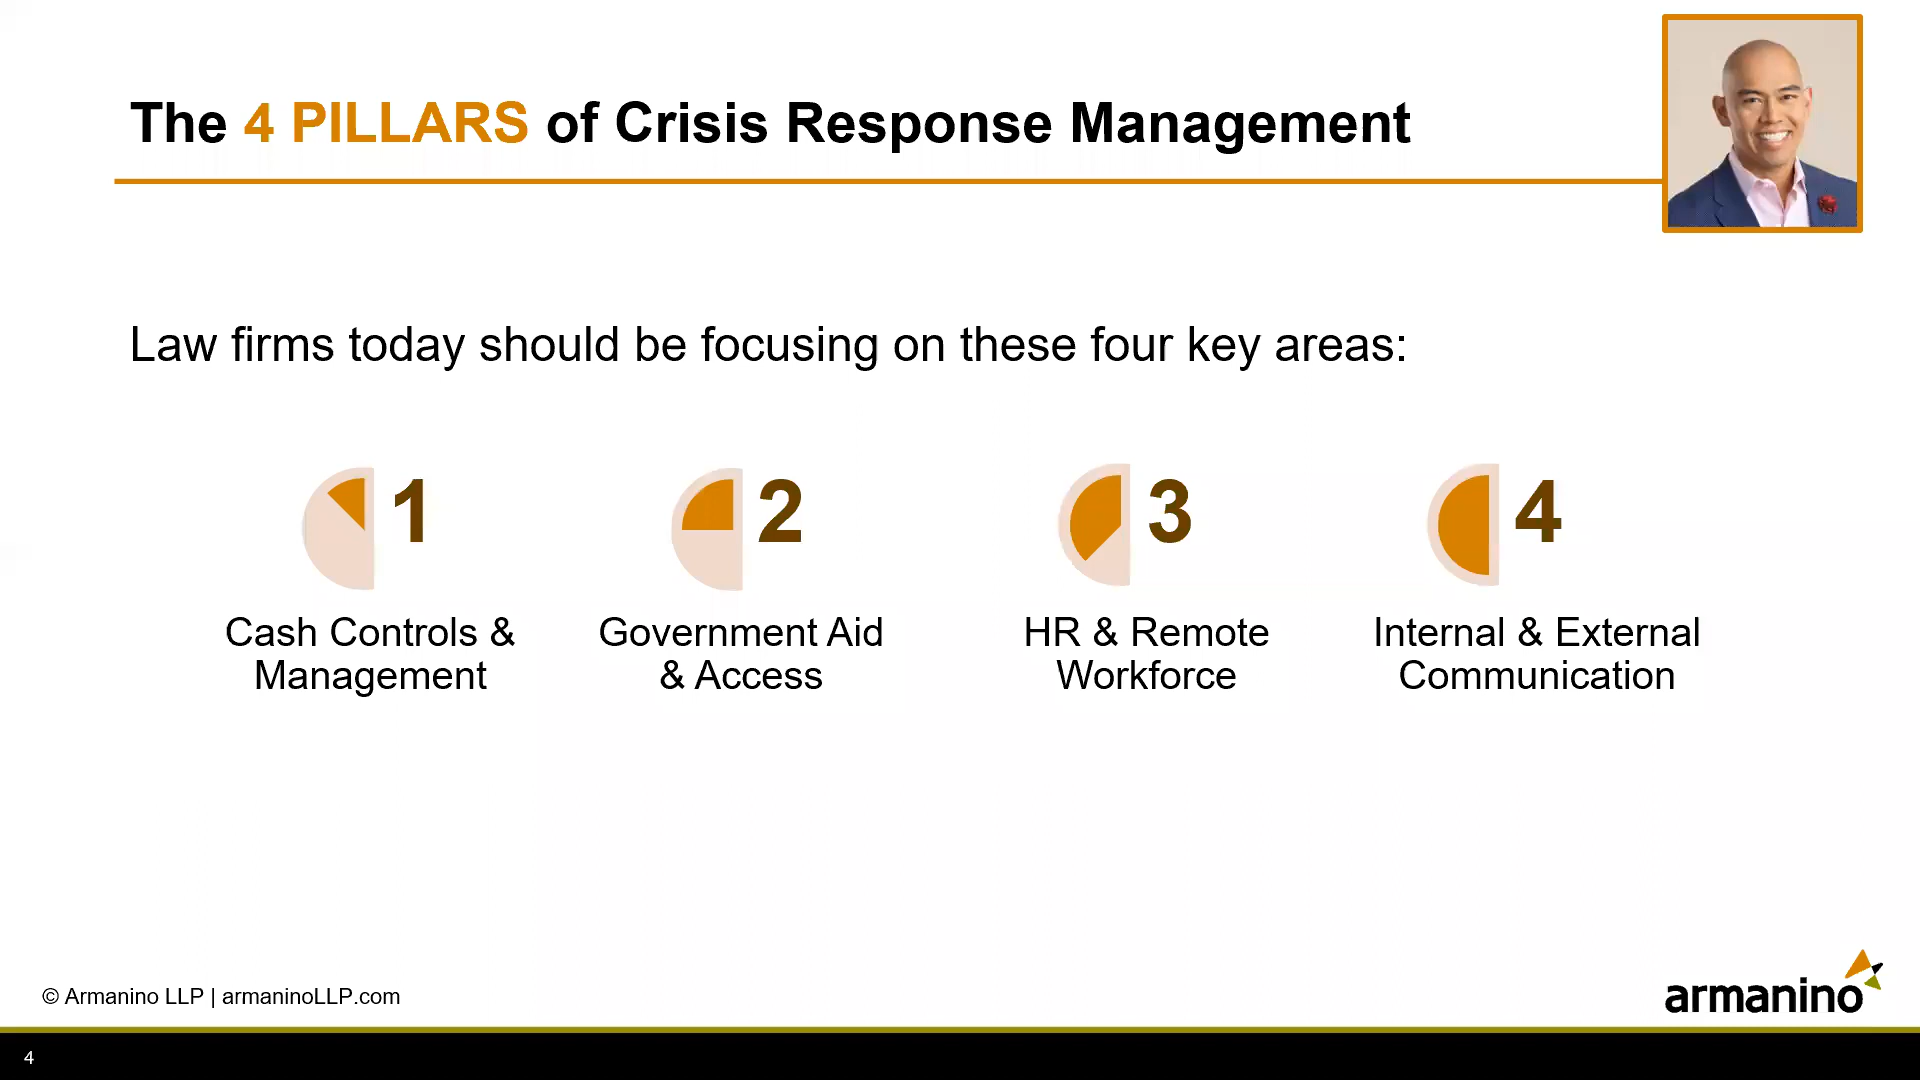 The 4 PILLARS of Crisis Response Management
Law firms today should be focusing on these four key areas:
1
Cash Controls &
Management
2
Government Aid
& Access
3
HR & Remote
Workforce
4
Internal & External
Communication
© Armanino LLP | armaninoLLP.com
armanino
4